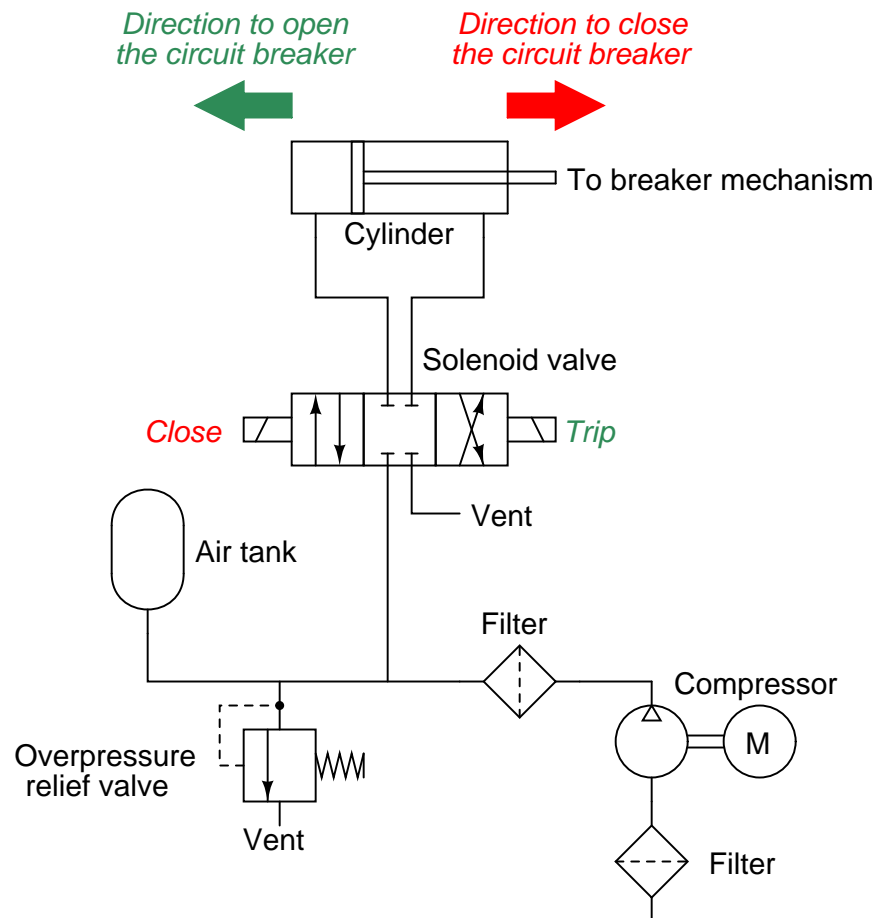 Direction to open
the circuit breaker
Direction to close
the circuit breaker
To breaker mechanism
Cylinder
Solenoid valve
Close
Trip
Vent
Air tank
Filter
Compressor
M
Overpressure
relief valve
Vent
Filter